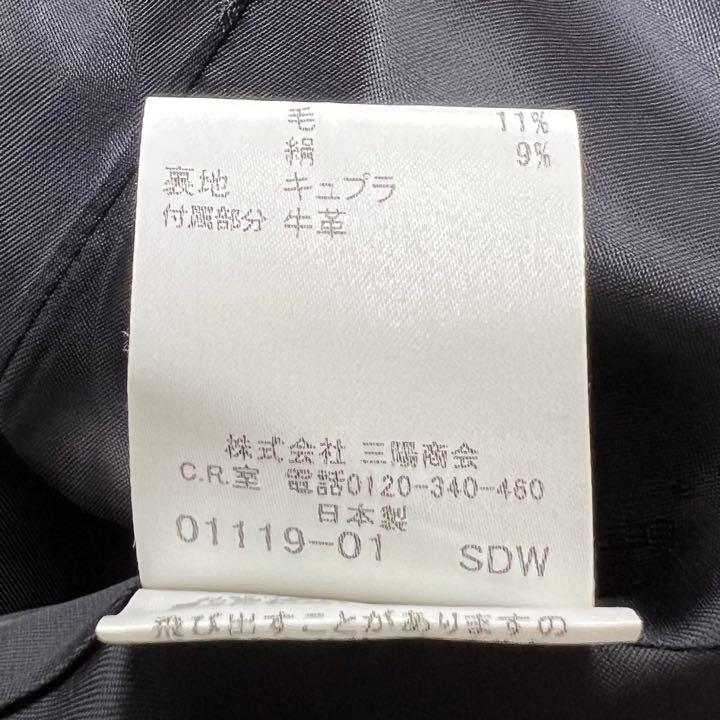 毛 11%
絹 9%
裏地 キュプラ
付属部分 牛革
株式会社 三陽商会
C.R.室 電話0120-340-460
日本製
01119-01 SDW
飛び出すことがありますの